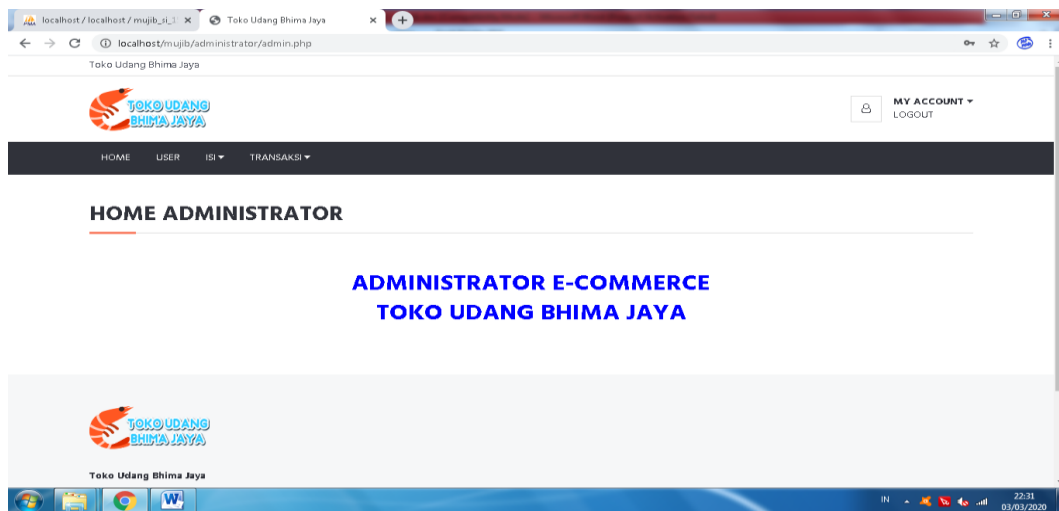 localhost / localhost / mujib_si_1
Toko Udang Bhima Jaya
localhost/mujib/administrator/admin.php
Toko Udang Bhima Jaya
TOKO UDANG
BHIMA JAYA
MY ACCOUNT
LOGOUT
HOME USER ISI TRANSAKSI
HOME ADMINISTRATOR
ADMINISTRATOR E-COMMERCE
TOKO UDANG BHIMA JAYA
TOKO UDANG
BHIMA JAYA
Toko Udang Bhima Jaya
IN
22:31
03/03/2020